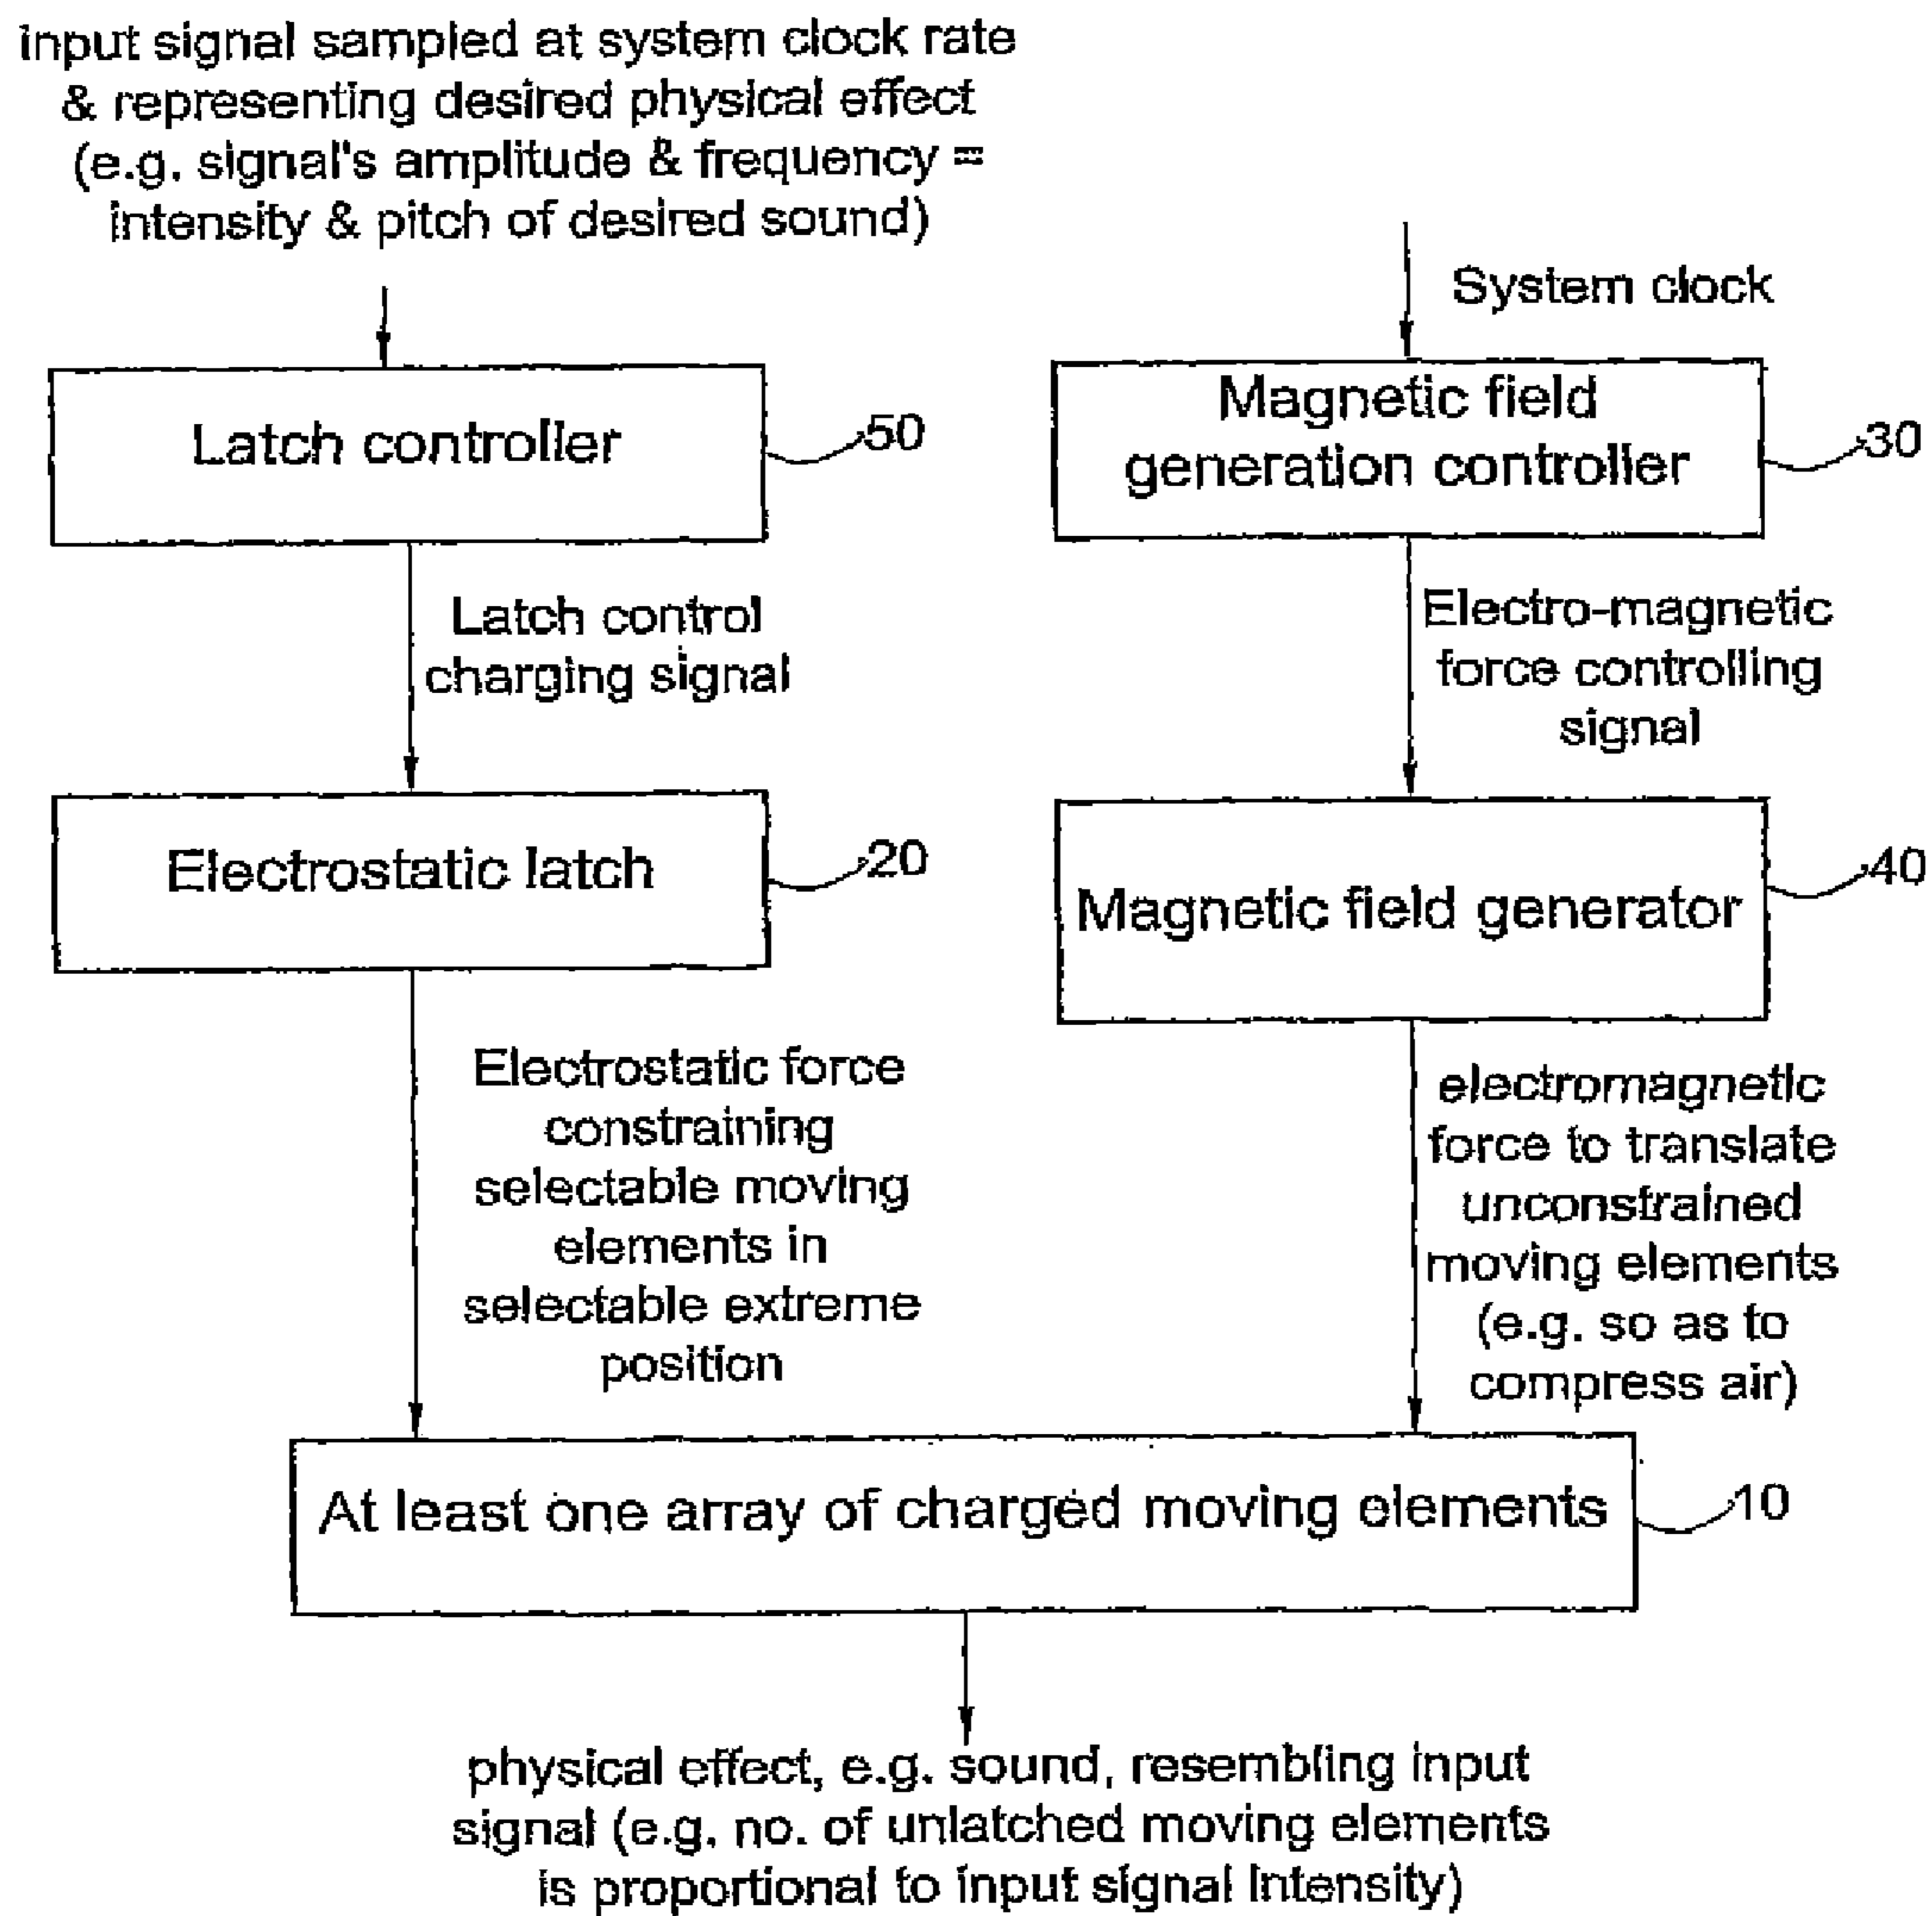 input signal sampled at system clock rate
& representing desired physical effect
(e.g. signal's amplitude & frequency =
intensity & pitch of desired sound)
System clock
Latch controller
50
Magnetic field
generation controller
30
Latch control
charging signal
Electro-magnetic
force controlling
signal
Electrostatic latch
20
Magnetic field generator
40
Electrostatic force
constraining
selectable moving
elements in
selectable extreme
position
electromagnetic
force to translate
unconstrained
moving elements
(e.g. so as to
compress air)
At least one array of charged moving elements
10
physical effect, e.g. sound, resembling input
signal (e.g. no. of unlatched moving elements
is proportional to input signal Intensity)